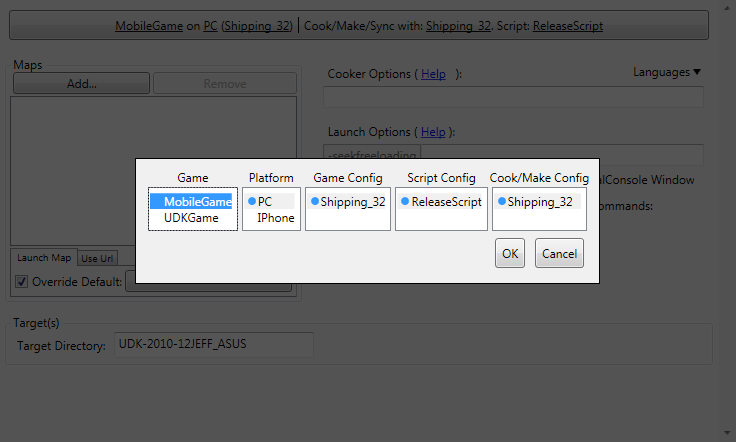 MobileGame on PC (Shipping_32) | Cook/Make/Sync with: Shipping_32. Script: ReleaseScript
Maps
Add...
Remove
Cooker Options ( Help ):
Languages
Launch Options ( Help ):
-seekfreeloading
alConsole Window
ommands:
Game
Platform
Game Config
Script Config
Cook/Make Config
MobileGame
PC
Shipping_32
ReleaseScript
Shipping_32
UDKGame
IPhone
OK
Cancel
Launch Map
Use Url
Override Default:
Target(s)
Target Directory:
UDK-2010-12JEFF_ASUS